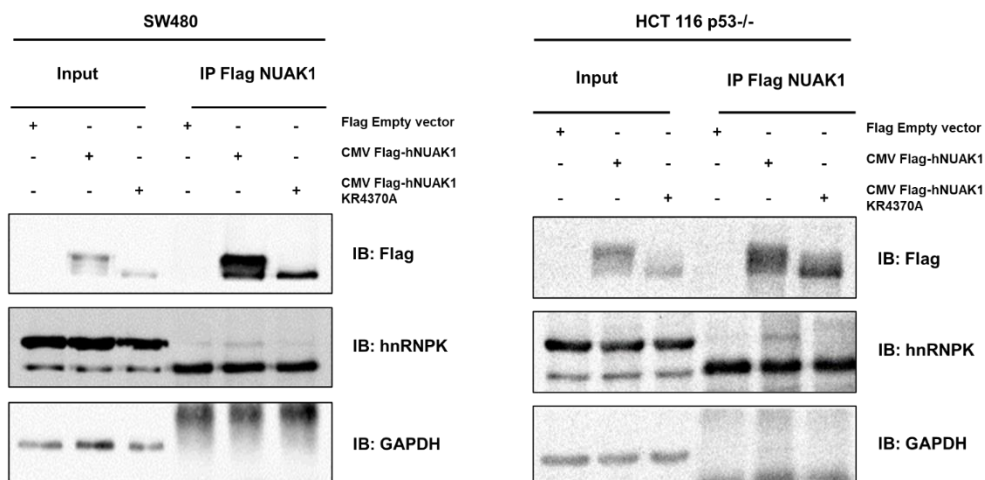 SW480
Input IP Flag NUAK1
+ - - + - - Flag Empty vector
- + - - + - CMV Flag-hNUAK1
- - + - - + CMV Flag-hNUAK1
KR4370A
IB: Flag
IB: hnRNPK
IB: GAPDH
HCT 116 p53-/-
Input IP Flag NUAK1
+ - - + - - Flag Empty vector
- + - - + - CMV Flag-hNUAK1
- - + - - + CMV Flag-hNUAK1
KR4370A
IB: Flag
IB: hnRNPK
IB: GAPDH